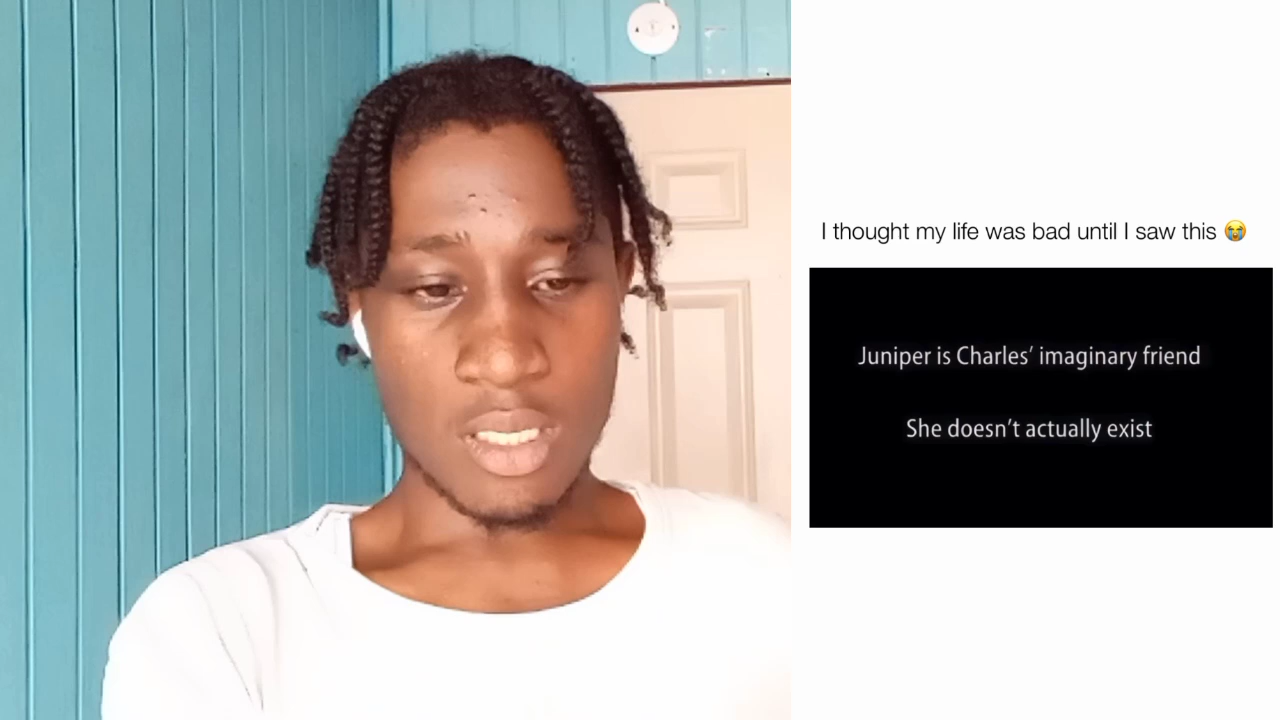 I thought my life was bad until I saw this 😭
Juniper is Charles’ imaginary friend
She doesn’t actually exist